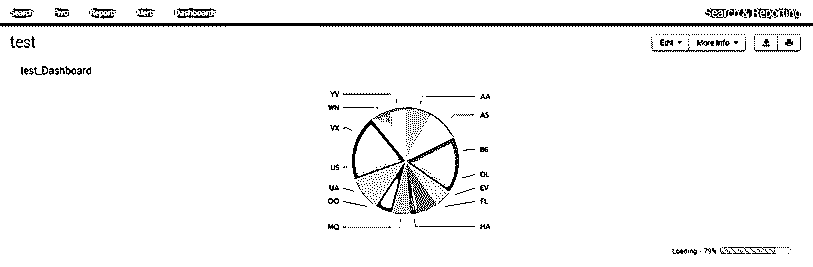 Search Pivot Reports Alerts Dashboards Search & Reporting
test
Edit More Info
test_Dashboard
YV AA
WN AS
VX
B6
US DL
UA EV
OO FL
MQ HA
Loading - 79%